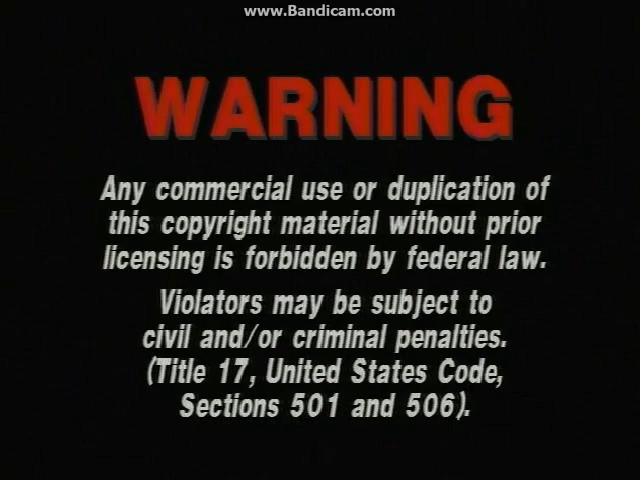 www.Bandicam.com
WARNING
Any commercial use or duplication of
this copyright material without prior
licensing is forbidden by federal law.
Violators may be subject to
civil and/or criminal penalties.
(Title 17, United States Code,
Sections 501 and 506).